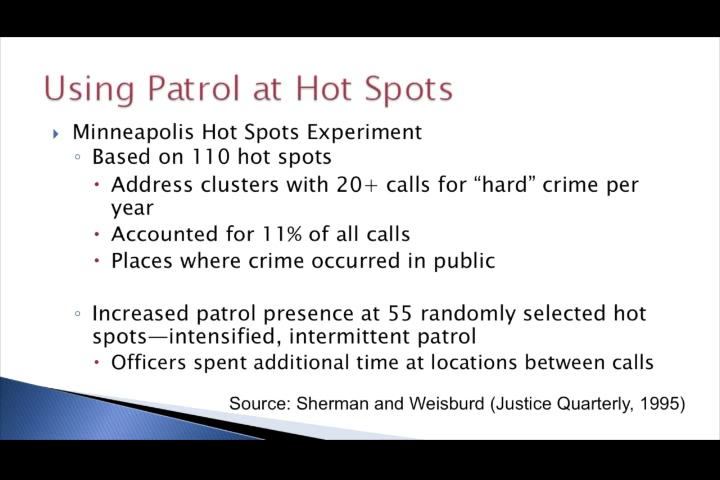 Using Patrol at Hot Spots
Minneapolis Hot Spots Experiment
Based on 110 hot spots
Address clusters with 20+ calls for “hard” crime per
year
Accounted for 11% of all calls
Places where crime occurred in public
Increased patrol presence at 55 randomly selected hot
spots—intensified, intermittent patrol
Officers spent additional time at locations between calls
Source: Sherman and Weisburd (Justice Quarterly, 1995)